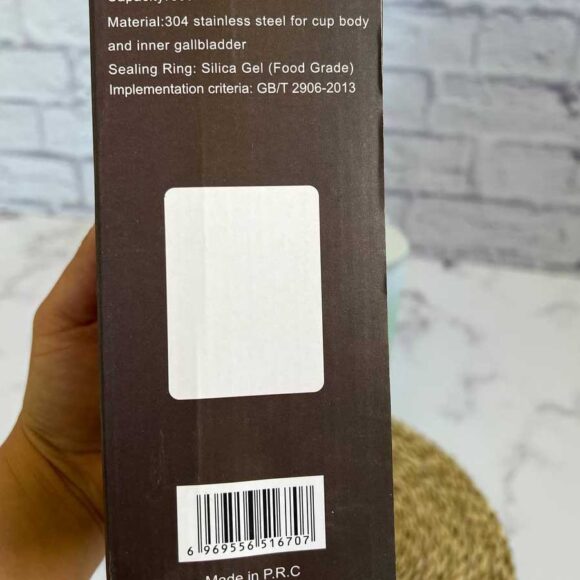 Material:304 stainless steel for cup body
and inner gallbladder
Sealing Ring: Silica Gel (Food Grade)
Implementation criteria: GB/T 2906-2013
6 969556 516707
Made in P.R.C